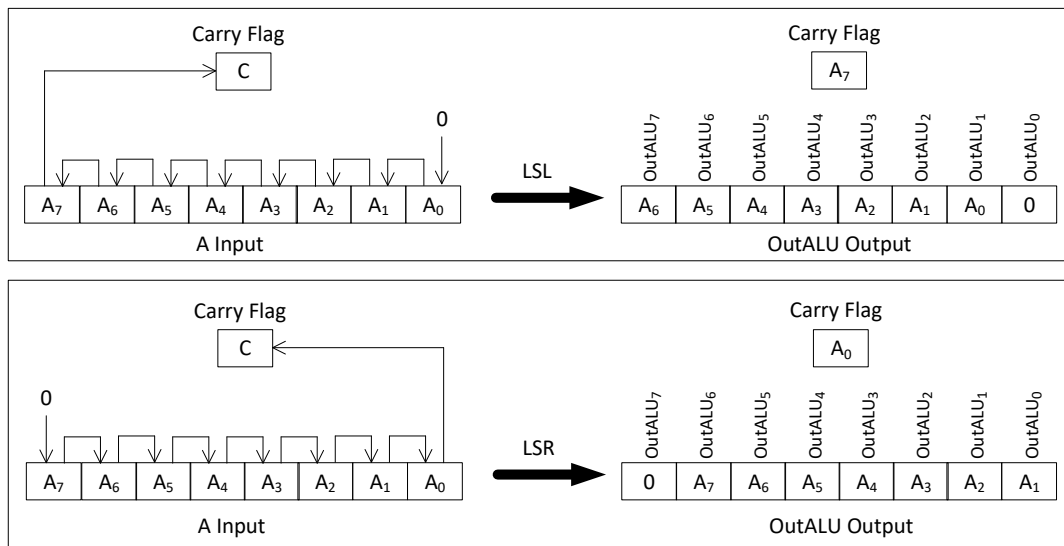 Carry Flag
Carry Flag
C
A7
0
OutALU7 OutALU6 OutALU5 OutALU4 OutALU3 OutALU2 OutALU1 OutALU0
LSL
A7 A6 A5 A4 A3 A2 A1 A0
A6 A5 A4 A3 A2 A1 A0 0
A Input
OutALU Output
Carry Flag
Carry Flag
C
A0
0
OutALU7 OutALU6 OutALU5 OutALU4 OutALU3 OutALU2 OutALU1 OutALU0
LSR
A7 A6 A5 A4 A3 A2 A1 A0
0 A7 A6 A5 A4 A3 A2 A1
A Input
OutALU Output